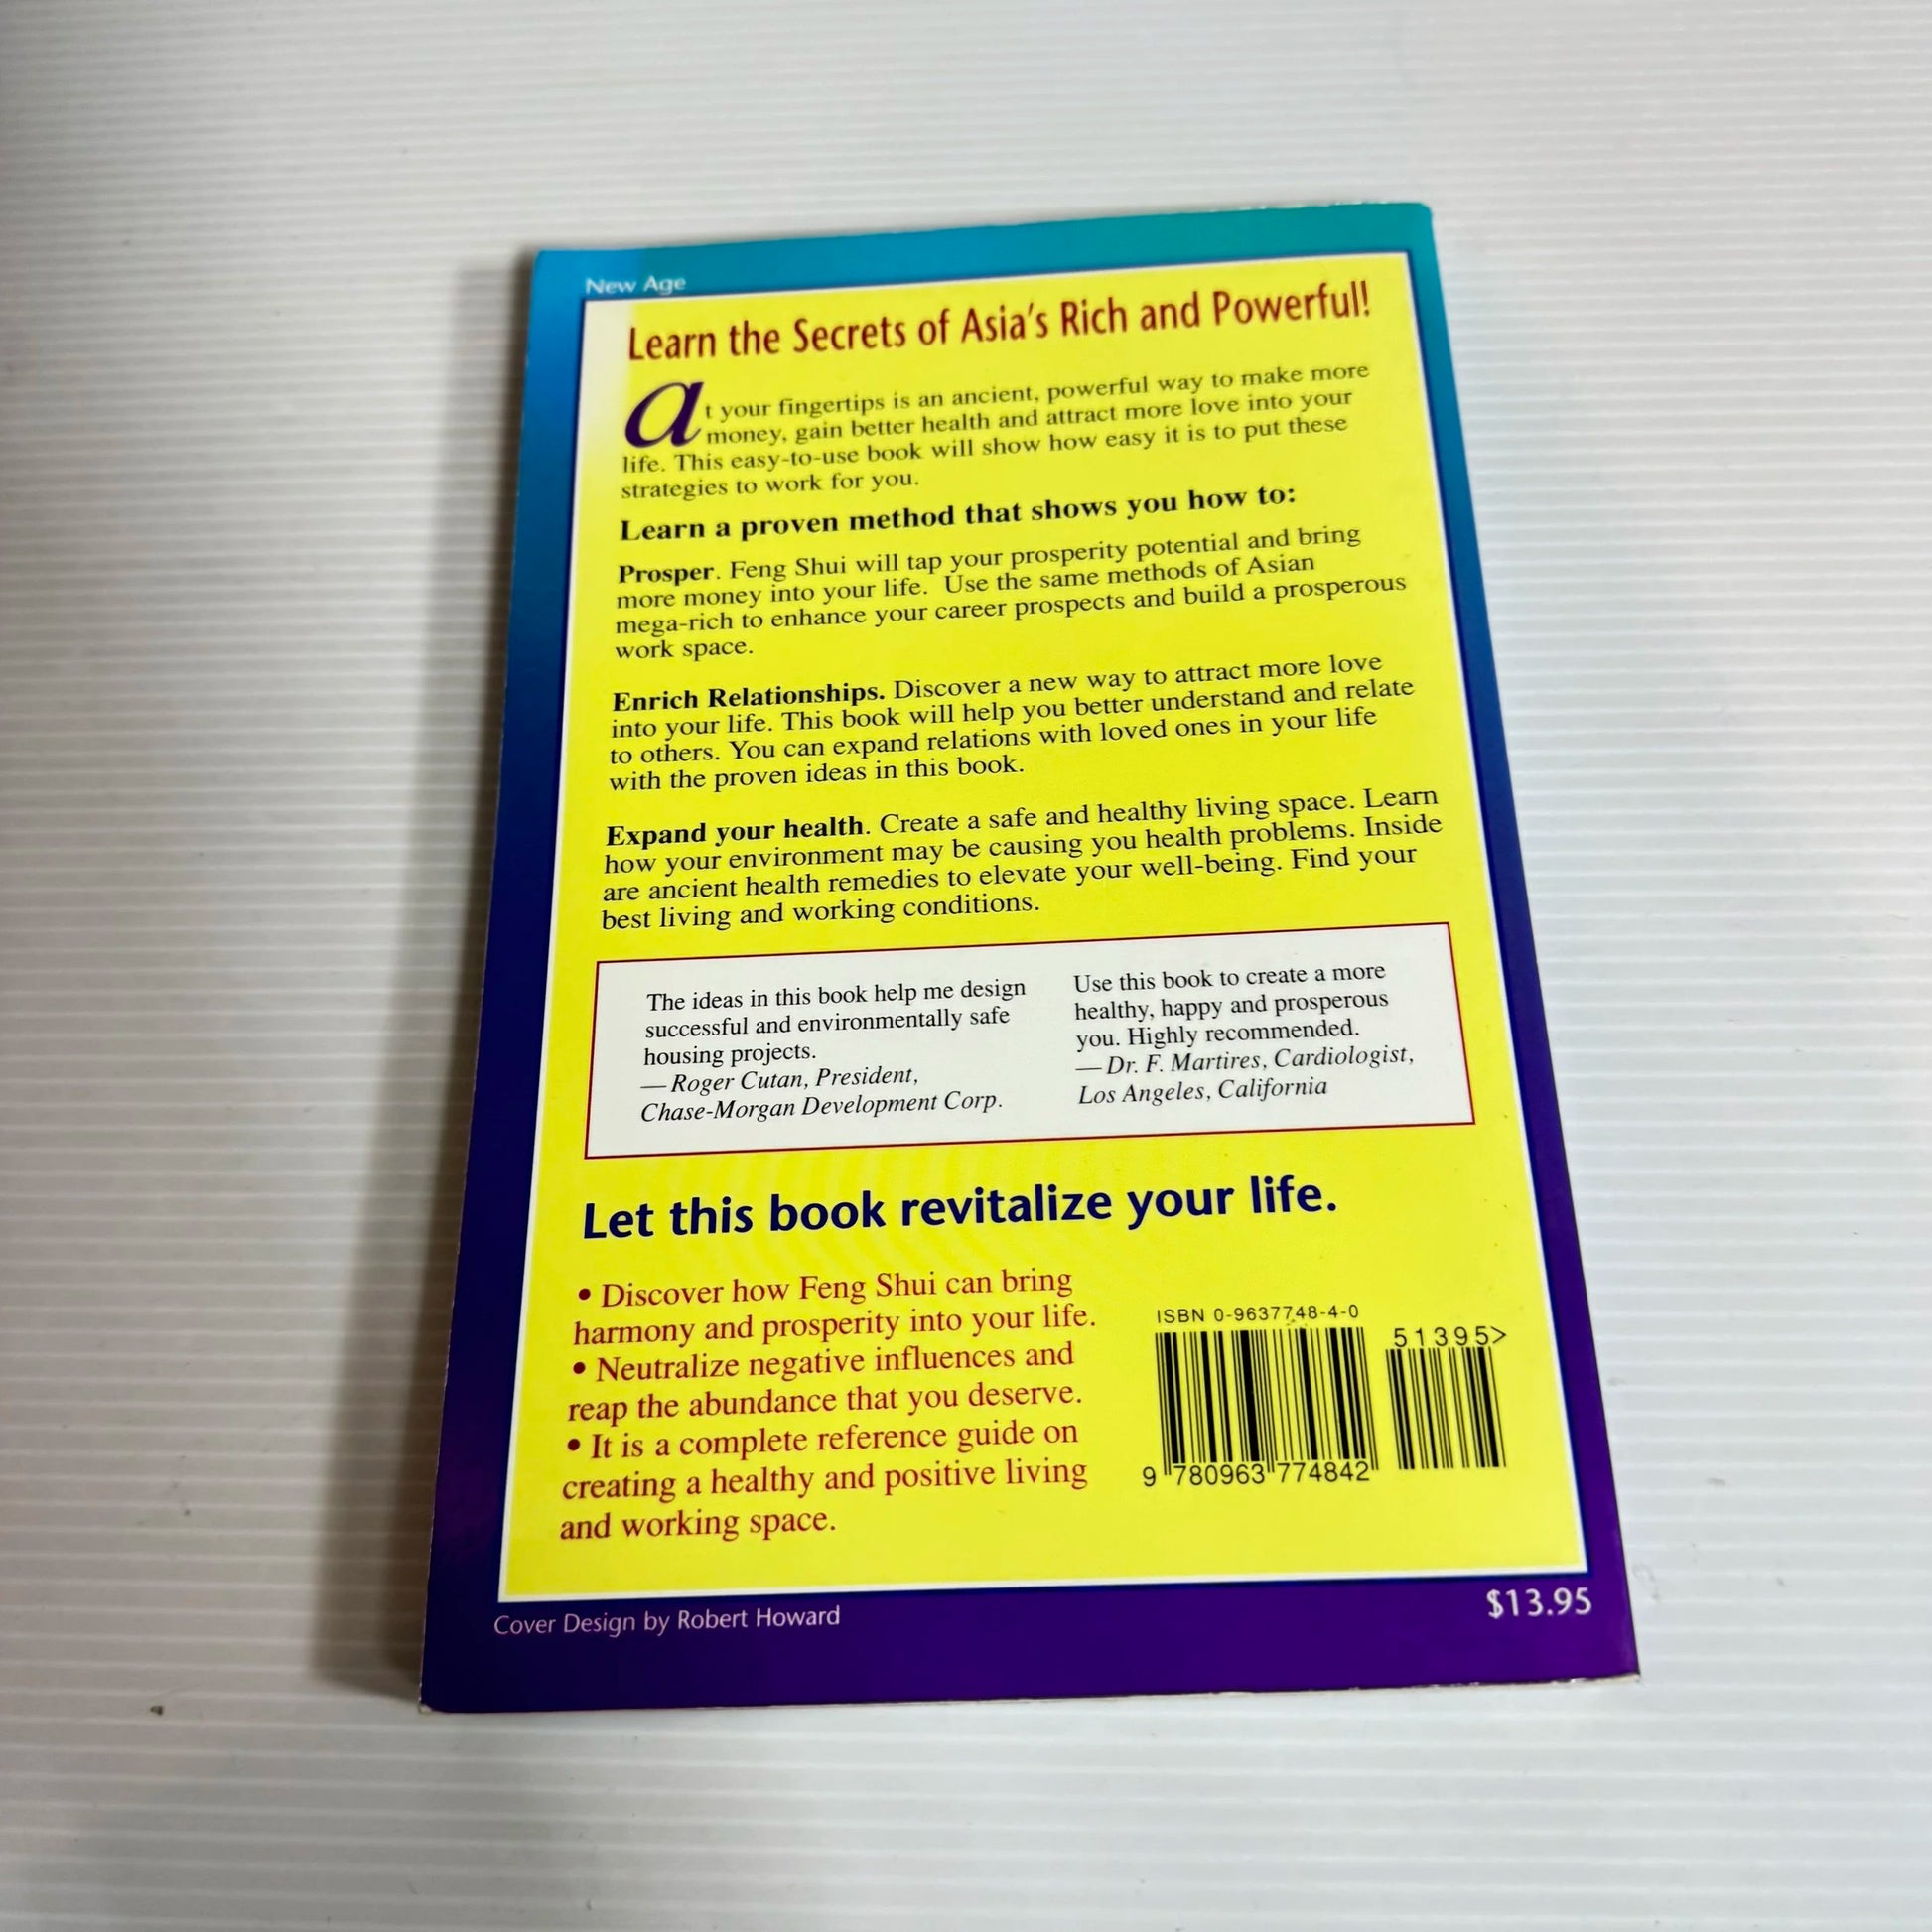 New Age
Learn the Secrets of Asia's Rich and Powerful!
at your fingertips is an ancient, powerful way to make more
money, gain better health and attract more love into your
life. This easy-to-use book will show how easy it is to put these
strategies to work for you.
Learn a proven method that shows you how to:
Prosper. Feng Shui will tap your prosperity potential and bring
more money into your life. Use the same methods of Asian
mega-rich to enhance your career prospects and build a prosperous
work space.
Enrich Relationships. Discover a new way to attract more love
into your life. This book will help you better understand and relate
to others. You can expand relations with loved ones in your life
with the proven ideas in this book.
Expand your health. Create a safe and healthy living space. Learn
how your environment may be causing you health problems. Inside
are ancient health remedies to elevate your well-being. Find your
best living and working conditions.
The ideas in this book help me design
successful and environmentally safe
housing projects.
— Roger Cutan, President,
Chase-Morgan Development Corp.
Use this book to create a more
healthy, happy and prosperous
you. Highly recommended.
— Dr. F. Martires, Cardiologist,
Los Angeles, California
Let this book revitalize your life.
• Discover how Feng Shui can bring
harmony and prosperity into your life.
• Neutralize negative influences and
reap the abundance that you deserve.
• It is a complete reference guide on
creating a healthy and positive living
and working space.
ISBN 0-9637748-4-0
51395>
9 780963 774842
Cover Design by Robert Howard
$13.95